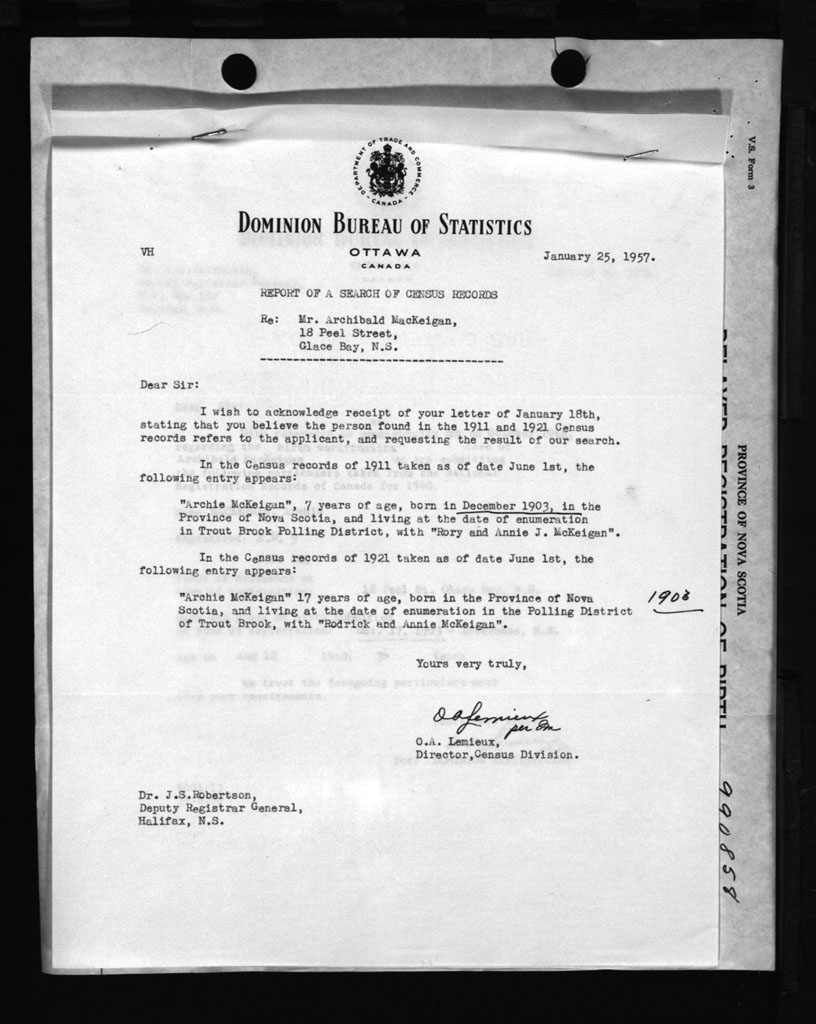 V.S. Form 3
DEPARTMENT OF TRADE AND COMMERCE
CANADA
DOMINION BUREAU OF STATISTICS
VH
OTTAWA
CANADA
January 25, 1957.
REPORT OF A SEARCH OF CENSUS RECORDS
Re: Mr. Archibald MacKeigan,
18 Peel Street,
Glace Bay, N.S.
Dear Sir:
I wish to acknowledge receipt of your letter of January 18th,
stating that you believe the person found in the 1911 and 1921 Census
records refers to the applicant, and requesting the result of our search.
In the Census records of 1911 taken as of date June 1st, the
following entry appears:
"Archie McKeigan", 7 years of age, born in December 1903, in the
Province of Nova Scotia, and living at the date of enumeration
in Trout Brook Polling District, with "Rory and Annie J. McKeigan".
In the Census records of 1921 taken as of date June 1st, the
following entry appears:
"Archie McKeigan" 17 years of age, born in the Province of Nova
Scotia, and living at the date of enumeration in the Polling District
of Trout Brook, with "Rodrick and Annie McKeigan".
1903
Yours very truly,
O A Lemieux
per
O.A. Lemieux,
Director,Census Division.
Dr. J.S.Robertson,
Deputy Registrar General,
Halifax, N.S.
PROVINCE OF NOVA SCOTIA
DELAYED REGISTRATION OF BIRTH
990858